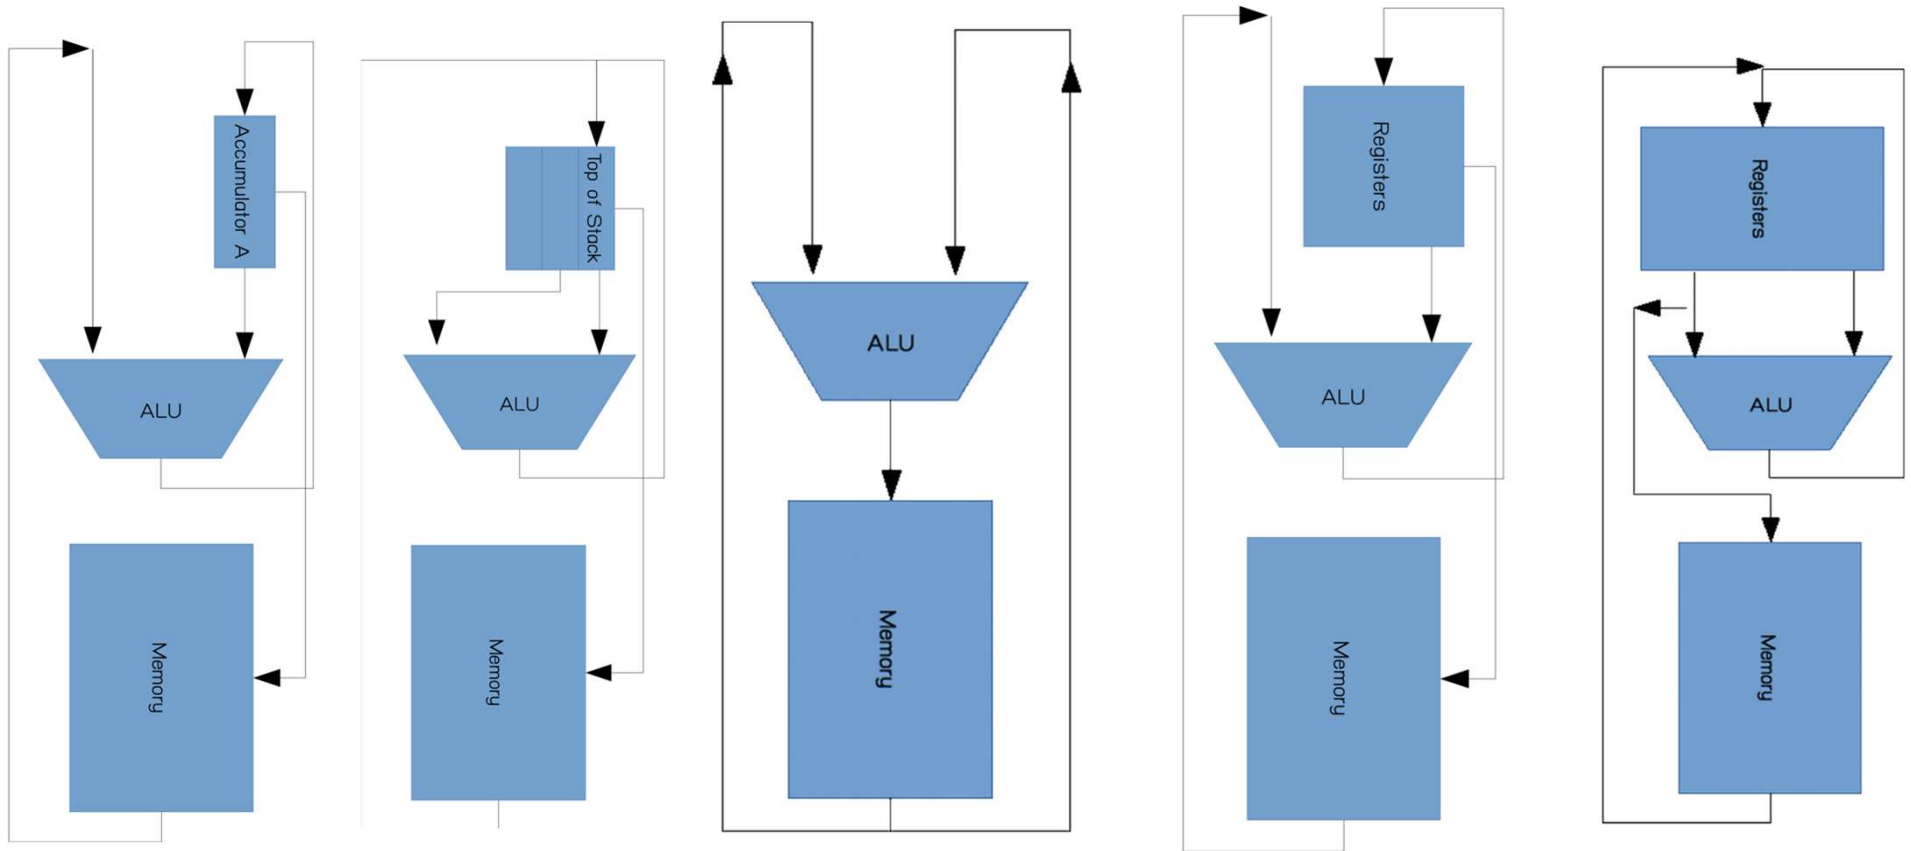 Accumulator A
ALU
Memory
Top of Stack
ALU
Memory
ALU
Memory
Registers
ALU
Memory
Registers
ALU
Memory